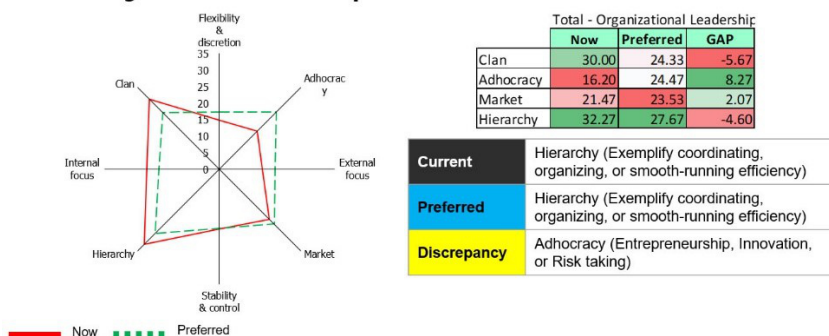 Flexibility
&
discretion
35
30
25
20
15
10
5
0
Clan
Adhocrac
y
Internal
focus
External
focus
Hierarchy
Market
Stability
& control
Now
Preferred
Total - Organizational Leadership
Now Preferred GAP
Clan 30.00 24.33 -5.67
Adhocracy 16.20 24.47 8.27
Market 21.47 23.53 2.07
Hierarchy 32.27 27.67 -4.60
Current Hierarchy (Exemplify coordinating,
organizing, or smooth-running efficiency)
Preferred Hierarchy (Exemplify coordinating,
organizing, or smooth-running efficiency)
Discrepancy Adhocracy (Entrepreneurship, Innovation,
or Risk taking)